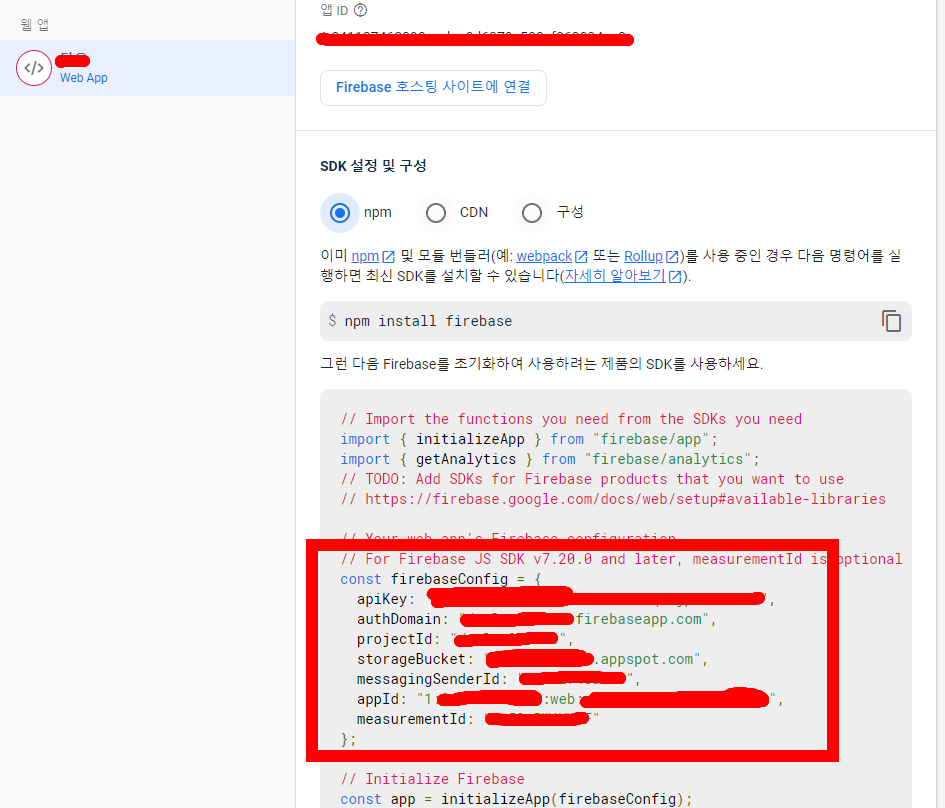 웹 앱
Web App
앱 ID
Firebase 호스팅 사이트에 연결
SDK 설정 및 구성
npm
CDN
구성
이미 npm 및 모듈 번들러(예: webpack 또는 Rollup)를 사용 중인 경우 다음 명령어를 실
행하면 최신 SDK를 설치할 수 있습니다(자세히 알아보기).
$ npm install firebase
그런 다음 Firebase를 초기화하여 사용하려는 제품의 SDK를 사용하세요.
// Import the functions you need from the SDKs you need
import { initializeApp } from "firebase/app";
import { getAnalytics } from "firebase/analytics";
// TODO: Add SDKs for Firebase products that you want to use
// https://firebase.google.com/docs/web/setup#available-libraries
// Your web app's Firebase configuration
// For Firebase JS SDK v7.20.0 and later, measurementId is optional
const firebaseConfig = {
apiKey: ",
authDomain: " firebaseapp.com",
projectId: " ",
storageBucket: " .appspot.com",
messagingSenderId: " ",
appId: "1: :web: ",
measurementId: " "
};
// Initialize Firebase
const app = initializeApp(firebaseConfig);